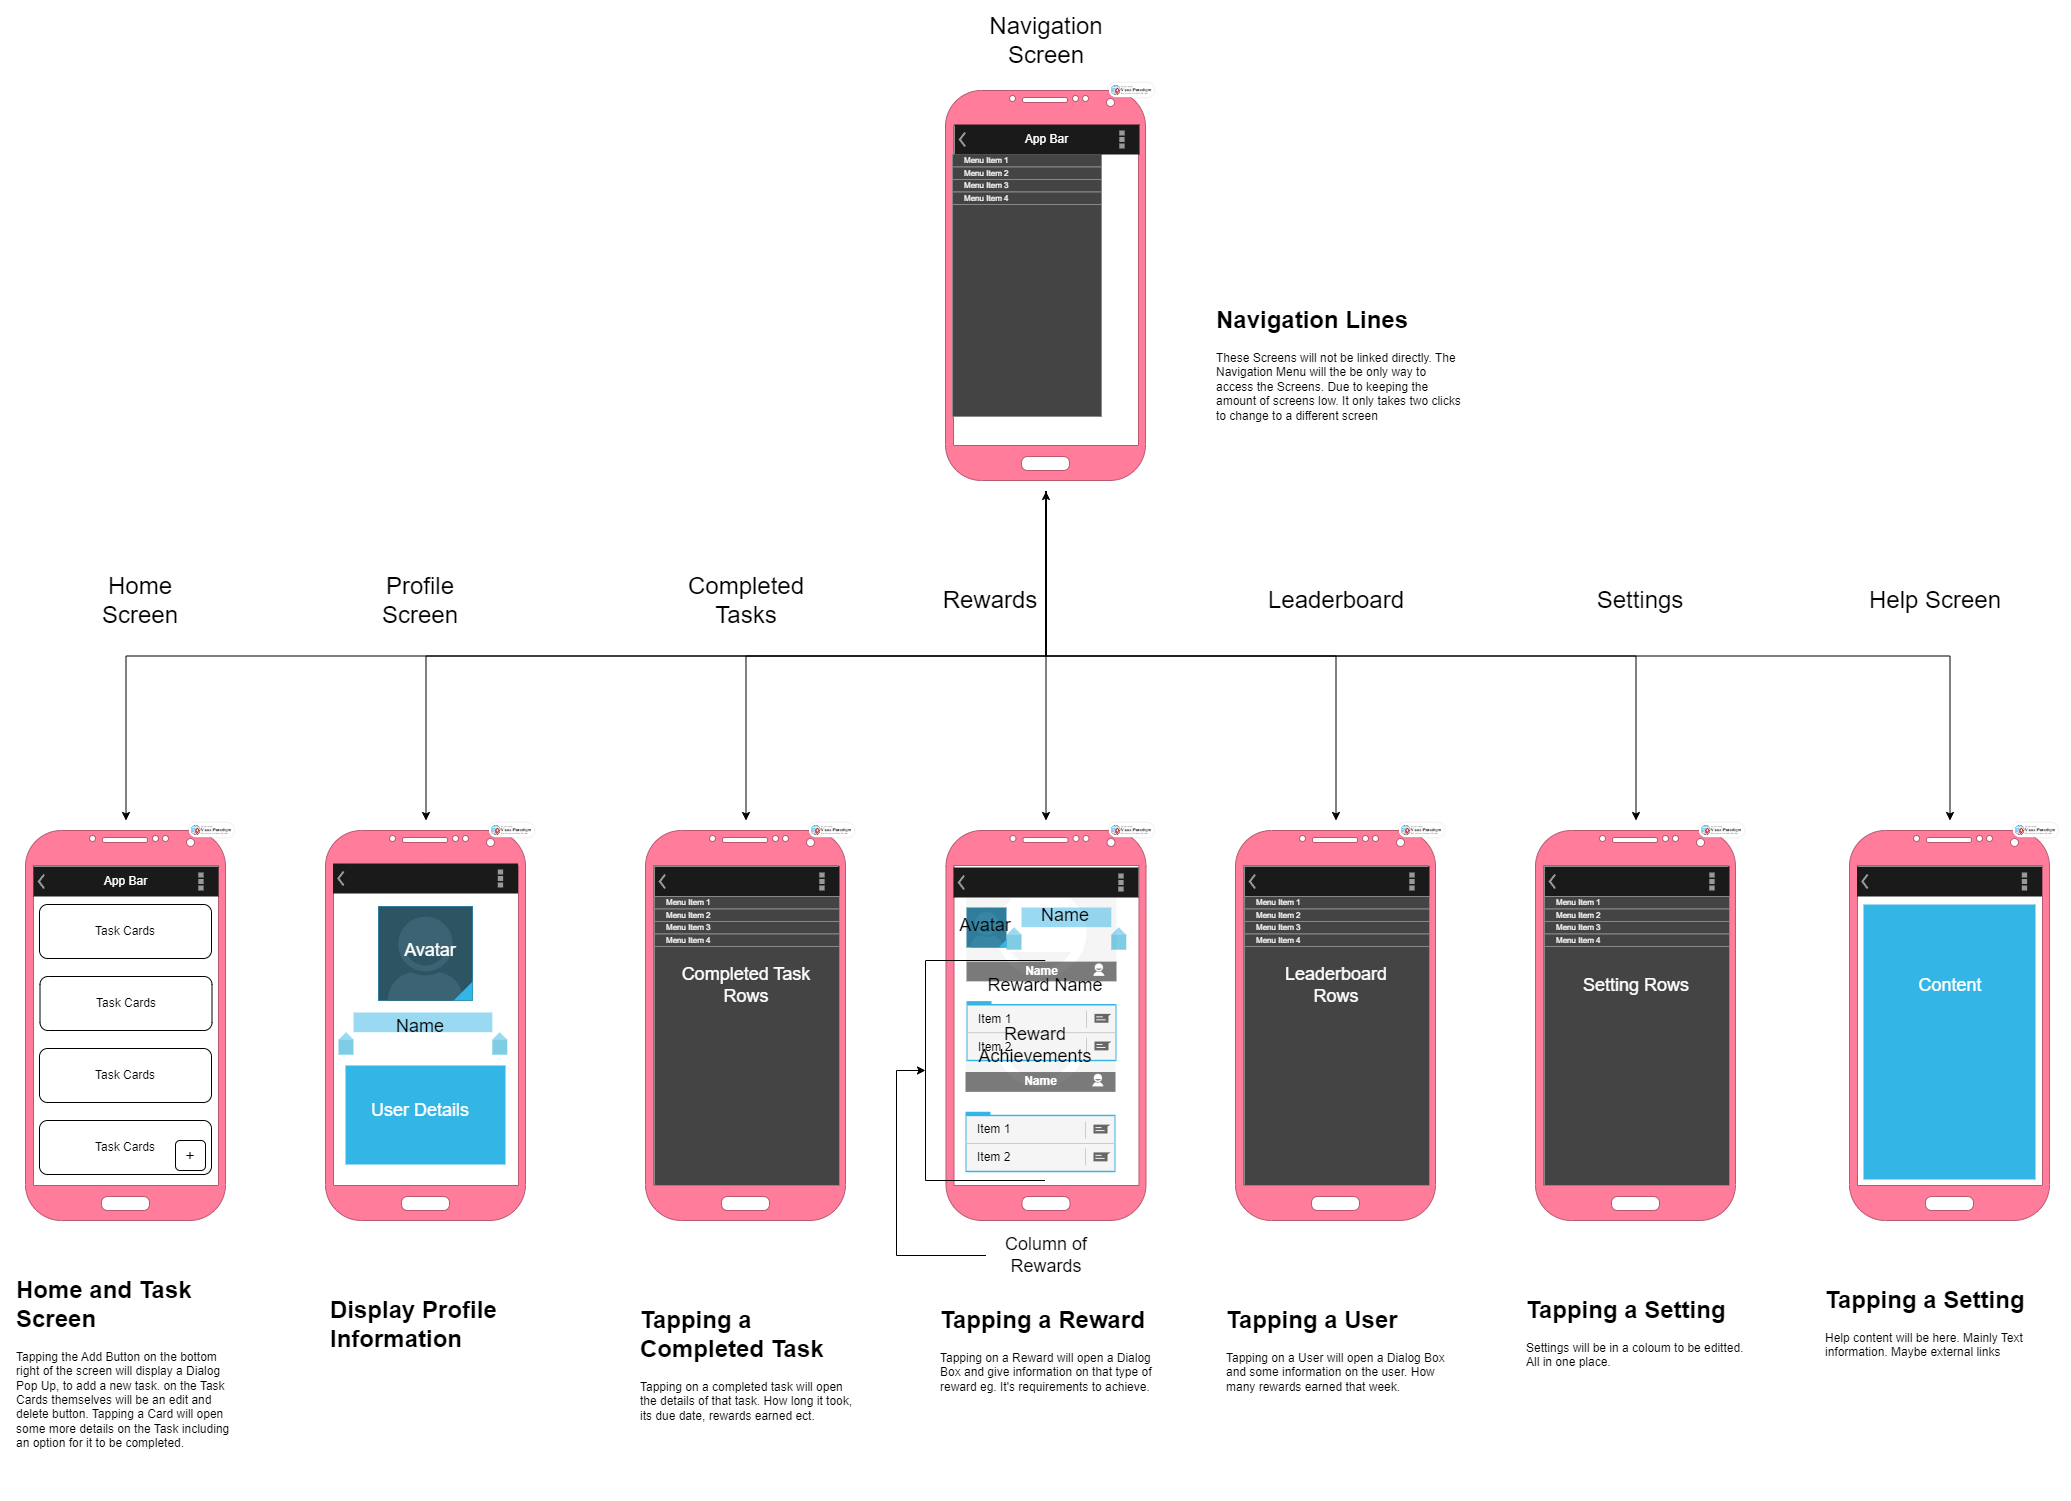 Navigation
Screen
App Bar
Menu Item 1
Menu Item 2
Menu Item 3
Menu Item 4
Navigation Lines
These Screens will not be linked directly. The
Navigation Menu will the be only way to
access the Screens. Due to keeping the
amount of screens low. It only takes two clicks
to change to a different screen
Home
Screen
Profile
Screen
Completed
Tasks
Rewards
Leaderboard
Settings
Help Screen
App Bar
Task Cards
Task Cards
Task Cards
Task Cards
+
Avatar
Name
User Details
Menu Item 1
Menu Item 2
Menu Item 3
Menu Item 4
Completed Task
Rows
Avatar
Name
Name
Reward Name
Item 1
Reward
Item 2
Achievements
Name
Item 1
Item 2
Column of
Rewards
Menu Item 1
Menu Item 2
Menu Item 3
Menu Item 4
Leaderboard
Rows
Menu Item 1
Menu Item 2
Menu Item 3
Menu Item 4
Setting Rows
Content
Home and Task
Screen
Tapping the Add Button on the bottom
right of the screen will display a Dialog
Pop Up, to add a new task. on the Task
Cards themselves will be an edit and
delete button. Tapping a Card will open
some more details on the Task including
an option for it to be completed.
Display Profile
Information
Tapping a
Completed Task
Tapping on a completed task will open
the details of that task. How long it took,
its due date, rewards earned ect.
Tapping a Reward
Tapping on a Reward will open a Dialog
Box and give information on that type of
reward eg. It's requirements to achieve.
Tapping a User
Tapping on a User will open a Dialog Box
and some information on the user. How
many rewards earned that week.
Tapping a Setting
Settings will be in a coloum to be editted.
All in one place.
Tapping a Setting
Help content will be here. Mainly Text
information. Maybe external links